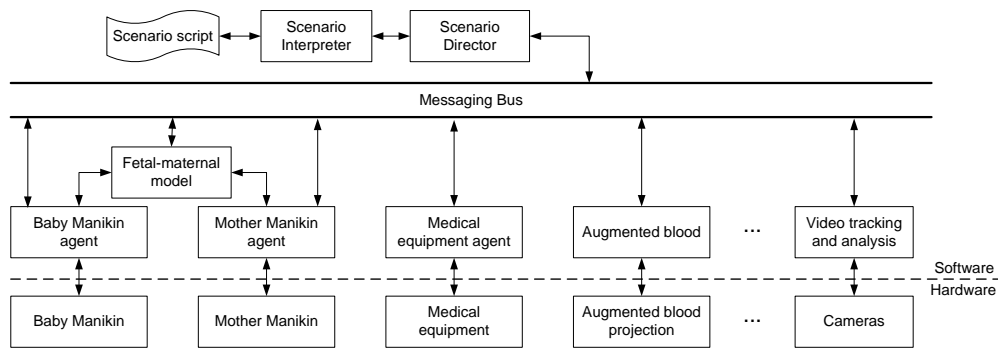 Scenario script
Scenario
Interpreter
Scenario
Director
Messaging Bus
Fetal-maternal
model
Baby Manikin
agent
Mother Manikin
agent
Medical
equipment agent
Augmented blood
...
Video tracking
and analysis
Software
Hardware
Baby Manikin
Mother Manikin
Medical
equipment
Augmented blood
projection
...
Cameras